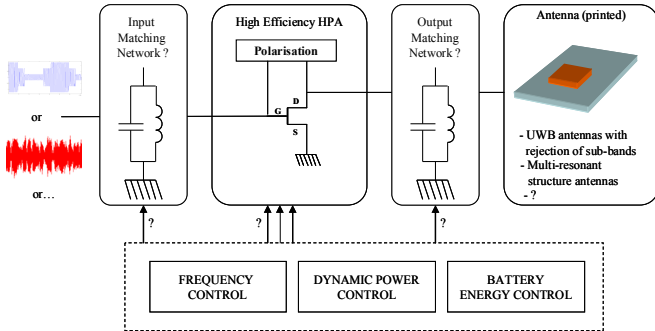 Input
Matching
Network ?
High Efficiency HPA
Polarisation
D
G
S
Output
Matching
Network ?
Antenna (printed)
or
or…
- UWB antennas with
rejection of sub-bands
- Multi-resonant
structure antennas
- ?
?
?
?
FREQUENCY
CONTROL
DYNAMIC POWER
CONTROL
BATTERY
ENERGY CONTROL